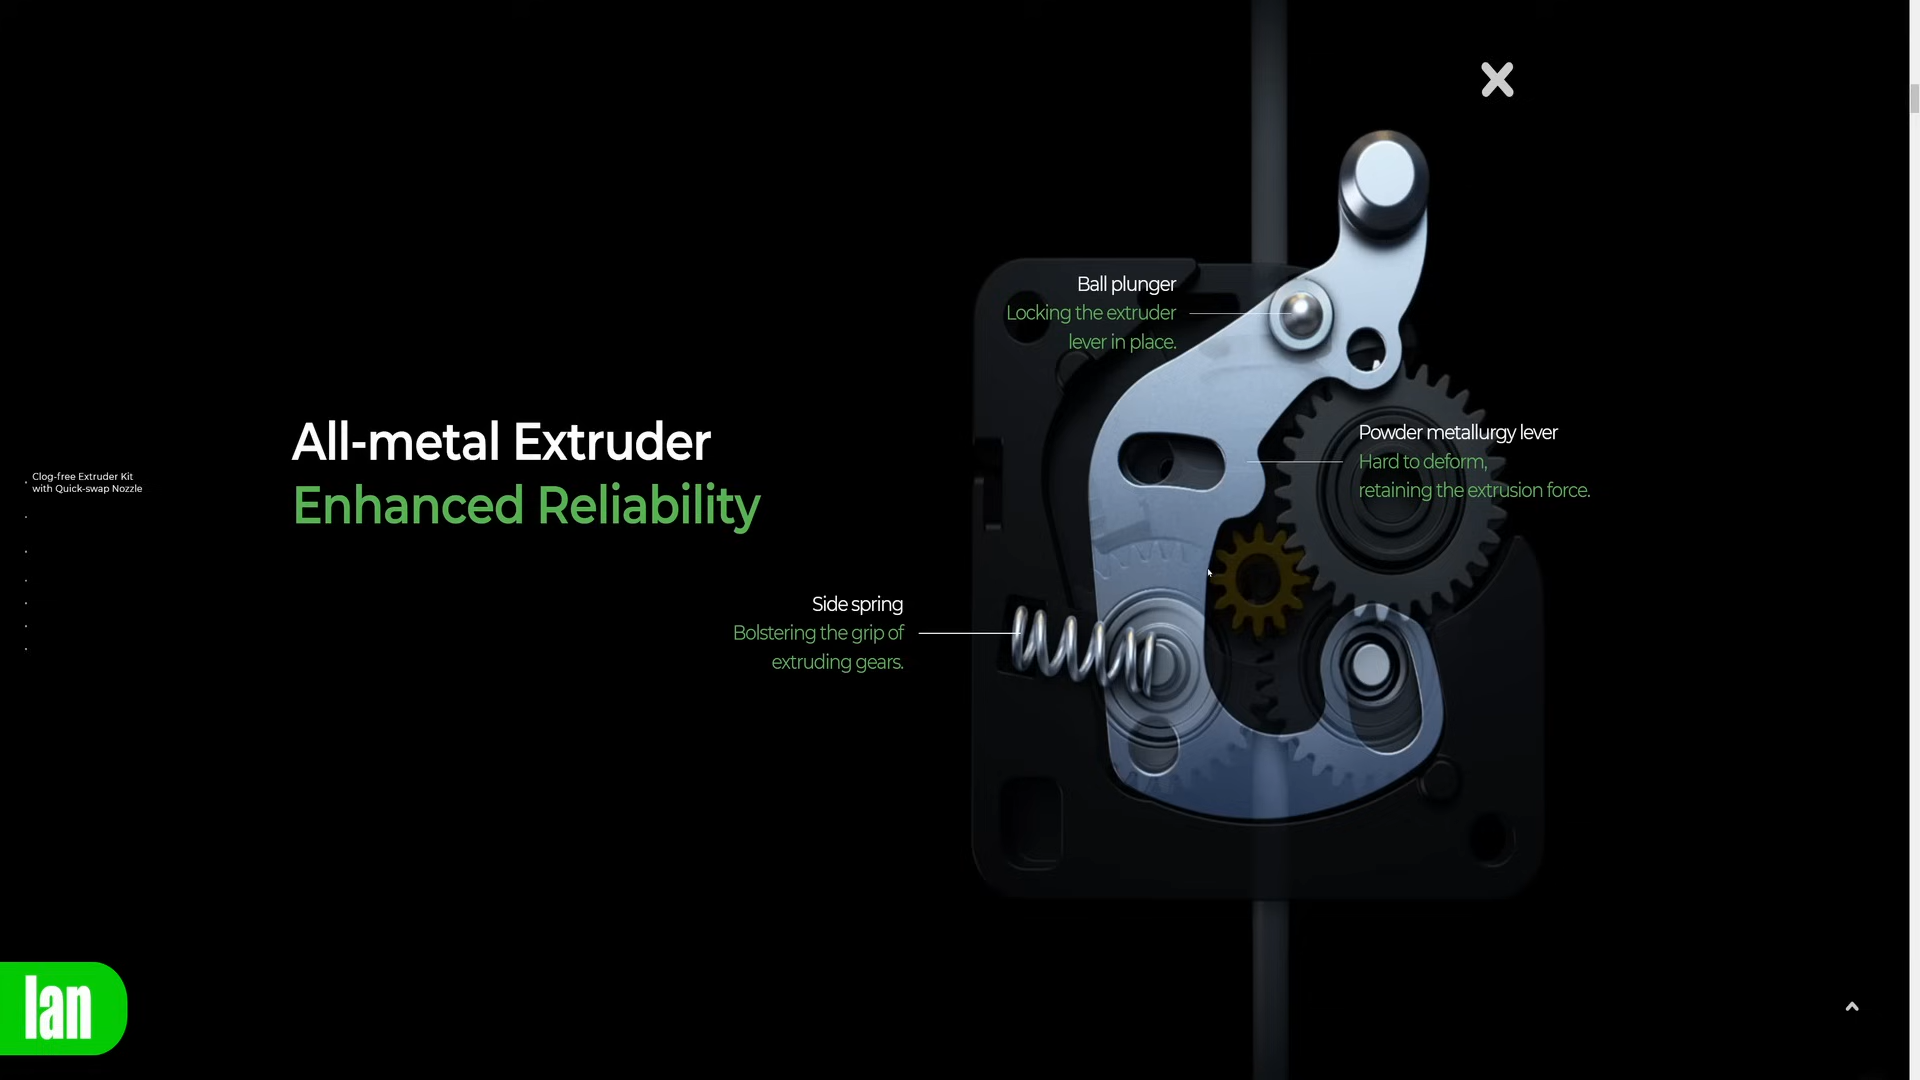 Ball plunger
Locking the extruder
lever in place.
All-metal Extruder
Enhanced Reliability
Powder metallurgy lever
Hard to deform,
retaining the extrusion force.
Clog-free Extruder Kit
with Quick-swap Nozzle
Side spring
Bolstering the grip of
extruding gears.
lan